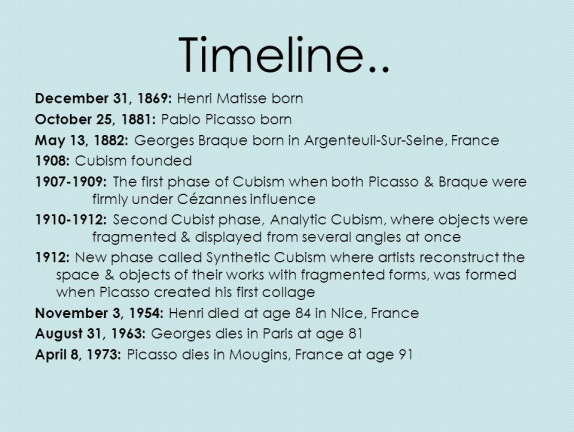 Timeline..
December 31, 1869: Henri Matisse born
October 25, 1881: Pablo Picasso born
May 13, 1882: Georges Braque born in Argenteuil-Sur-Seine, France
1908: Cubism founded
1907-1909: The first phase of Cubism when both Picasso & Braque were
firmly under Cézannes influence
1910-1912: Second Cubist phase, Analytic Cubism, where objects were
fragmented & displayed from several angles at once
1912: New phase called Synthetic Cubism where artists reconstruct the
space & objects of their works with fragmented forms, was formed
when Picasso created his first collage
November 3, 1954: Henri died at age 84 in Nice, France
August 31, 1963: Georges dies in Paris at age 81
April 8, 1973: Picasso dies in Mougins, France at age 91